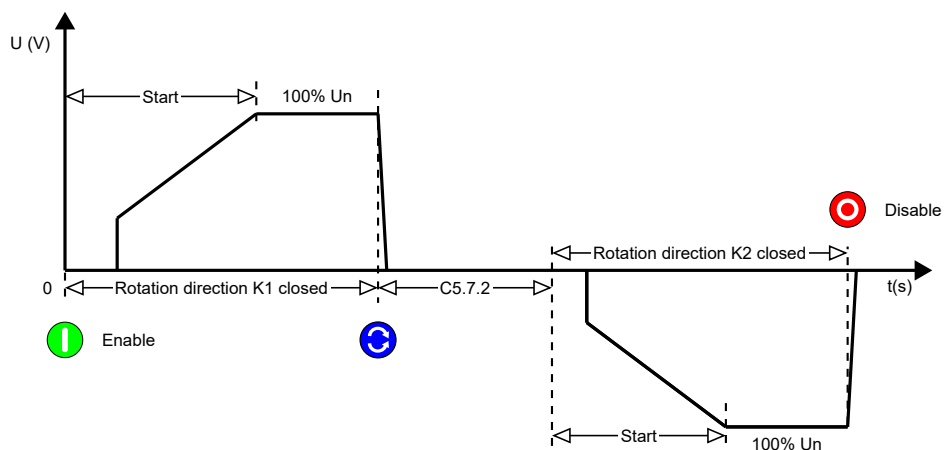 U (V)
Start
100% Un
Disable
Rotation direction K2 closed
0
Rotation direction K1 closed
C5.7.2
t(s)
Enable
Start
100% Un